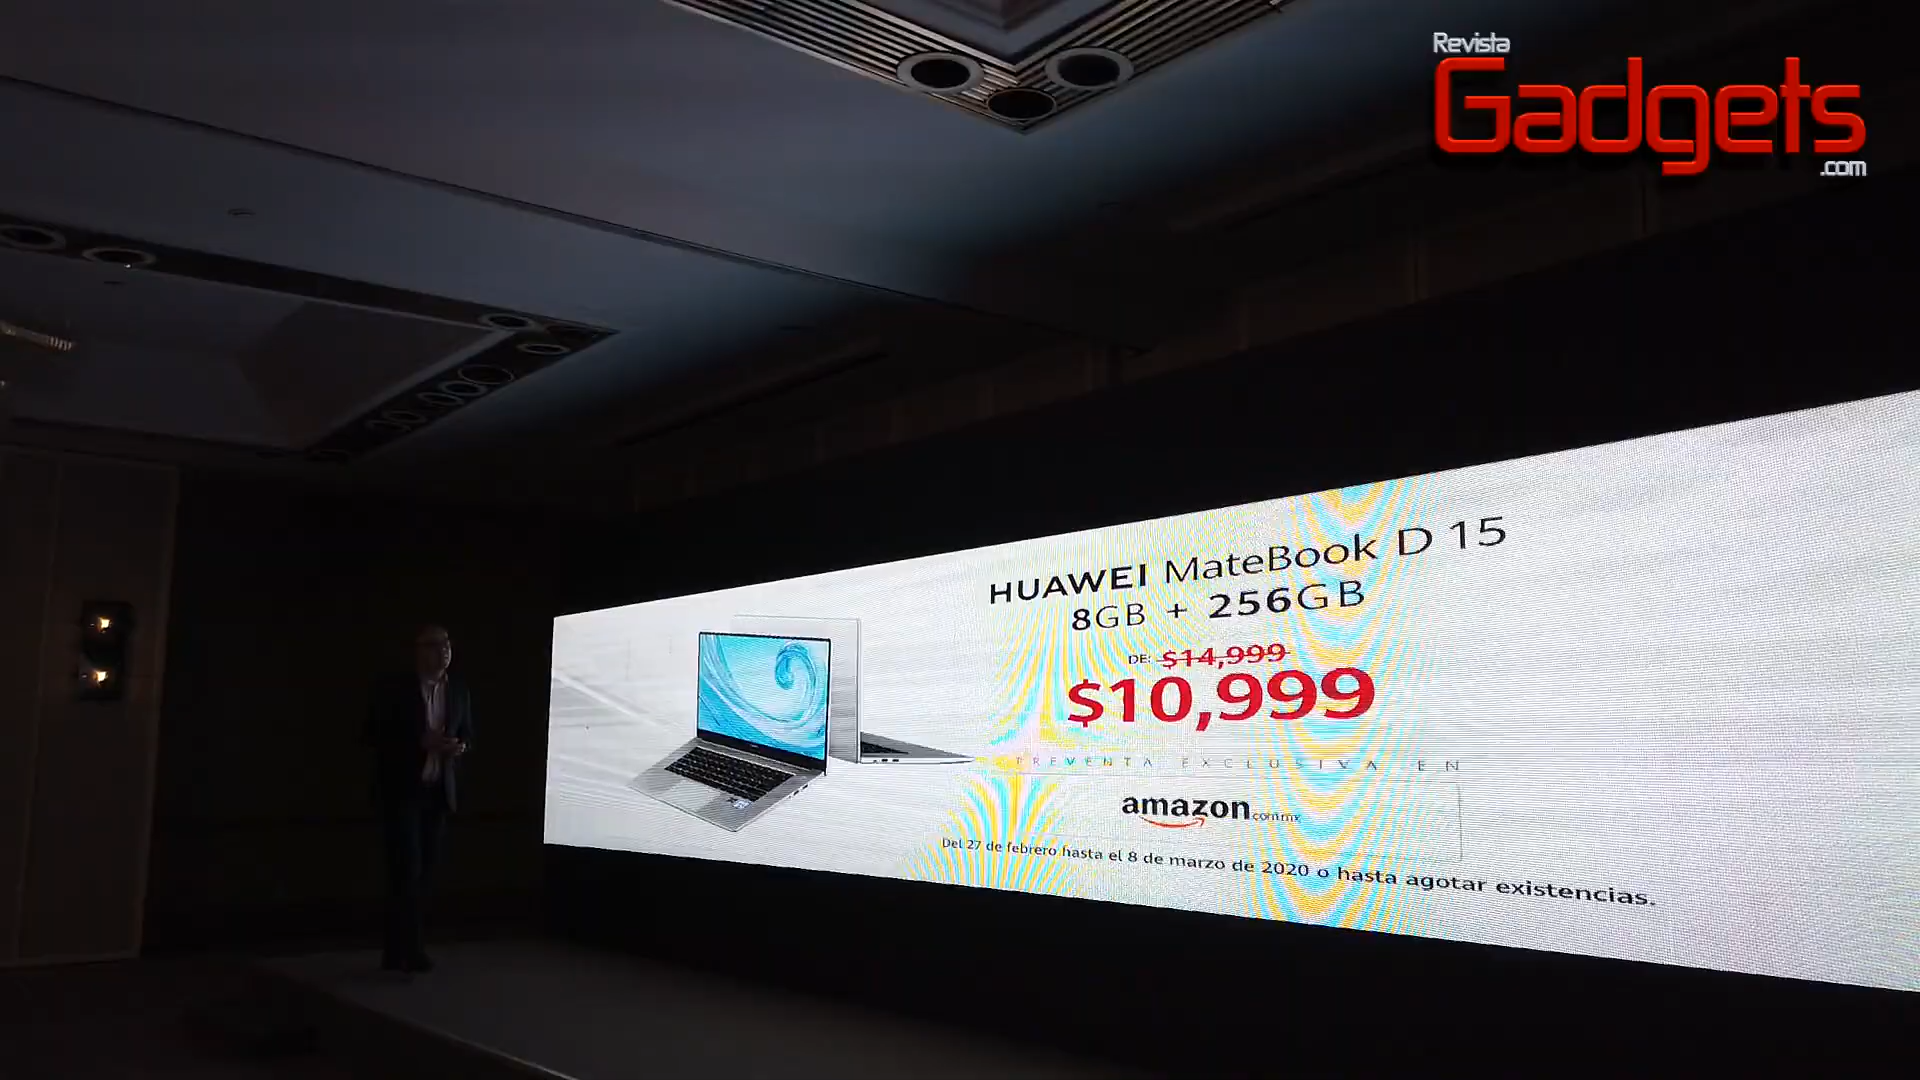 Revista
Gadgets
.com
HUAWEI MateBook D 15
8GB + 256GB
DE: $14,999
$10,999
PREVENTA EXCLUSIVA EN
amazon.com.mx
Del 27 de febrero hasta el 8 de marzo de 2020 o hasta agotar existencias.